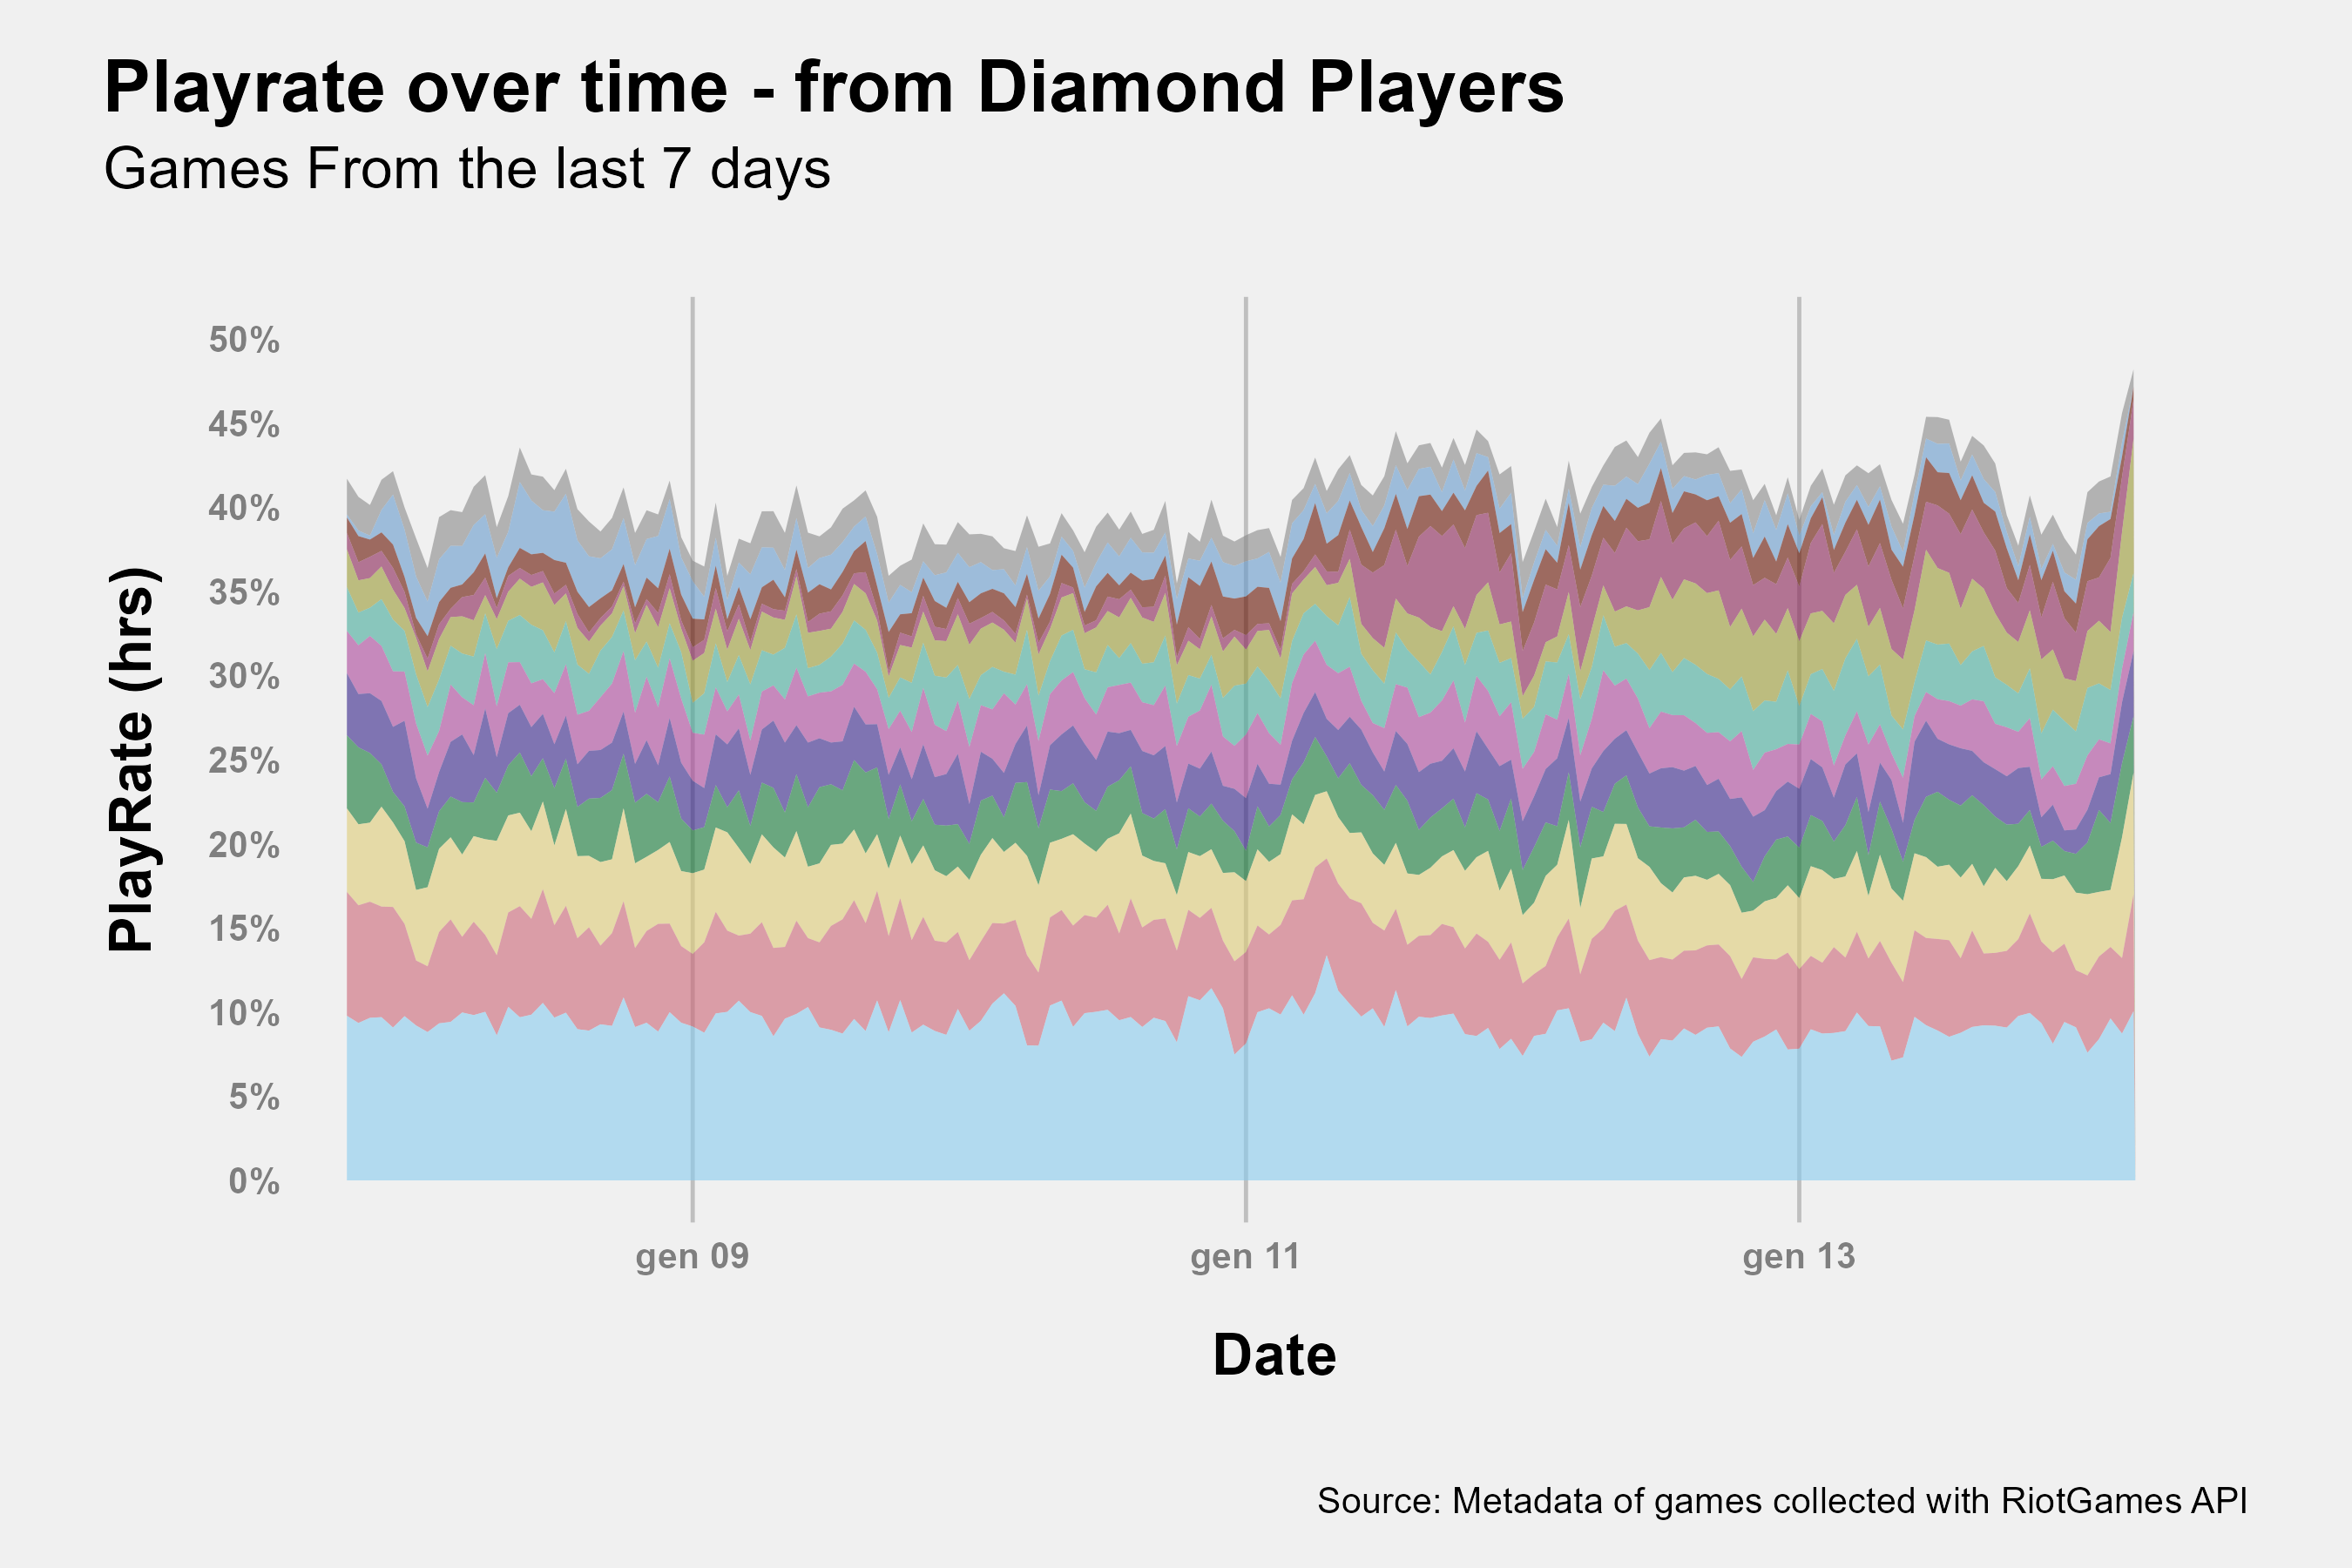 Playrate over time - from Diamond Players
Games From the last 7 days
50%
45%
40%
35%
30%
25%
20%
15%
10%
5%
0%
PlayRate (hrs)
gen 09 gen 11 gen 13
Date
Source: Metadata of games collected with RiotGames API